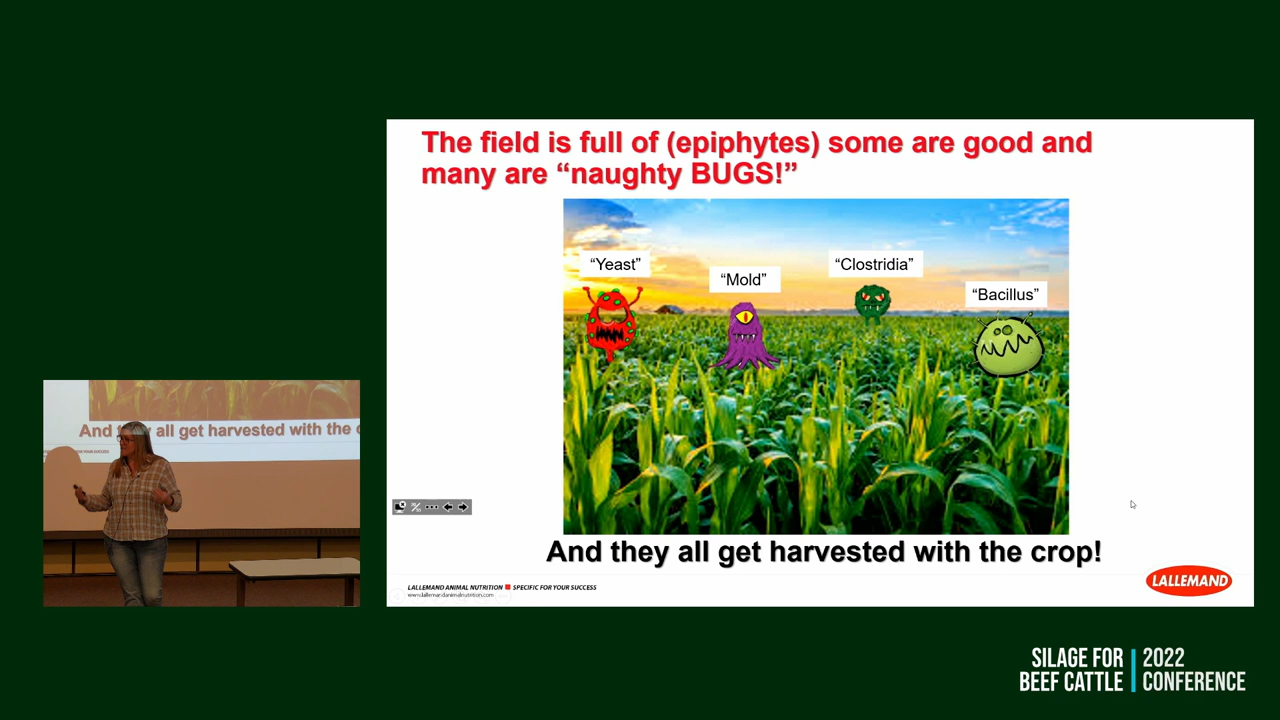 The field is full of (epiphytes) some are good and
many are “naughty BUGS!”
“Yeast”
“Mold”
“Clostridia”
“Bacillus”
And they all get harvested with the crop!
LALLEMAND ANIMAL NUTRITION SPECIFIC FOR YOUR SUCCESS
www.lallemandanimalnutrition.com
LALLEMAND
And they all get harvested with the c
SILAGE FOR
BEEF CATTLE
2022
CONFERENCE